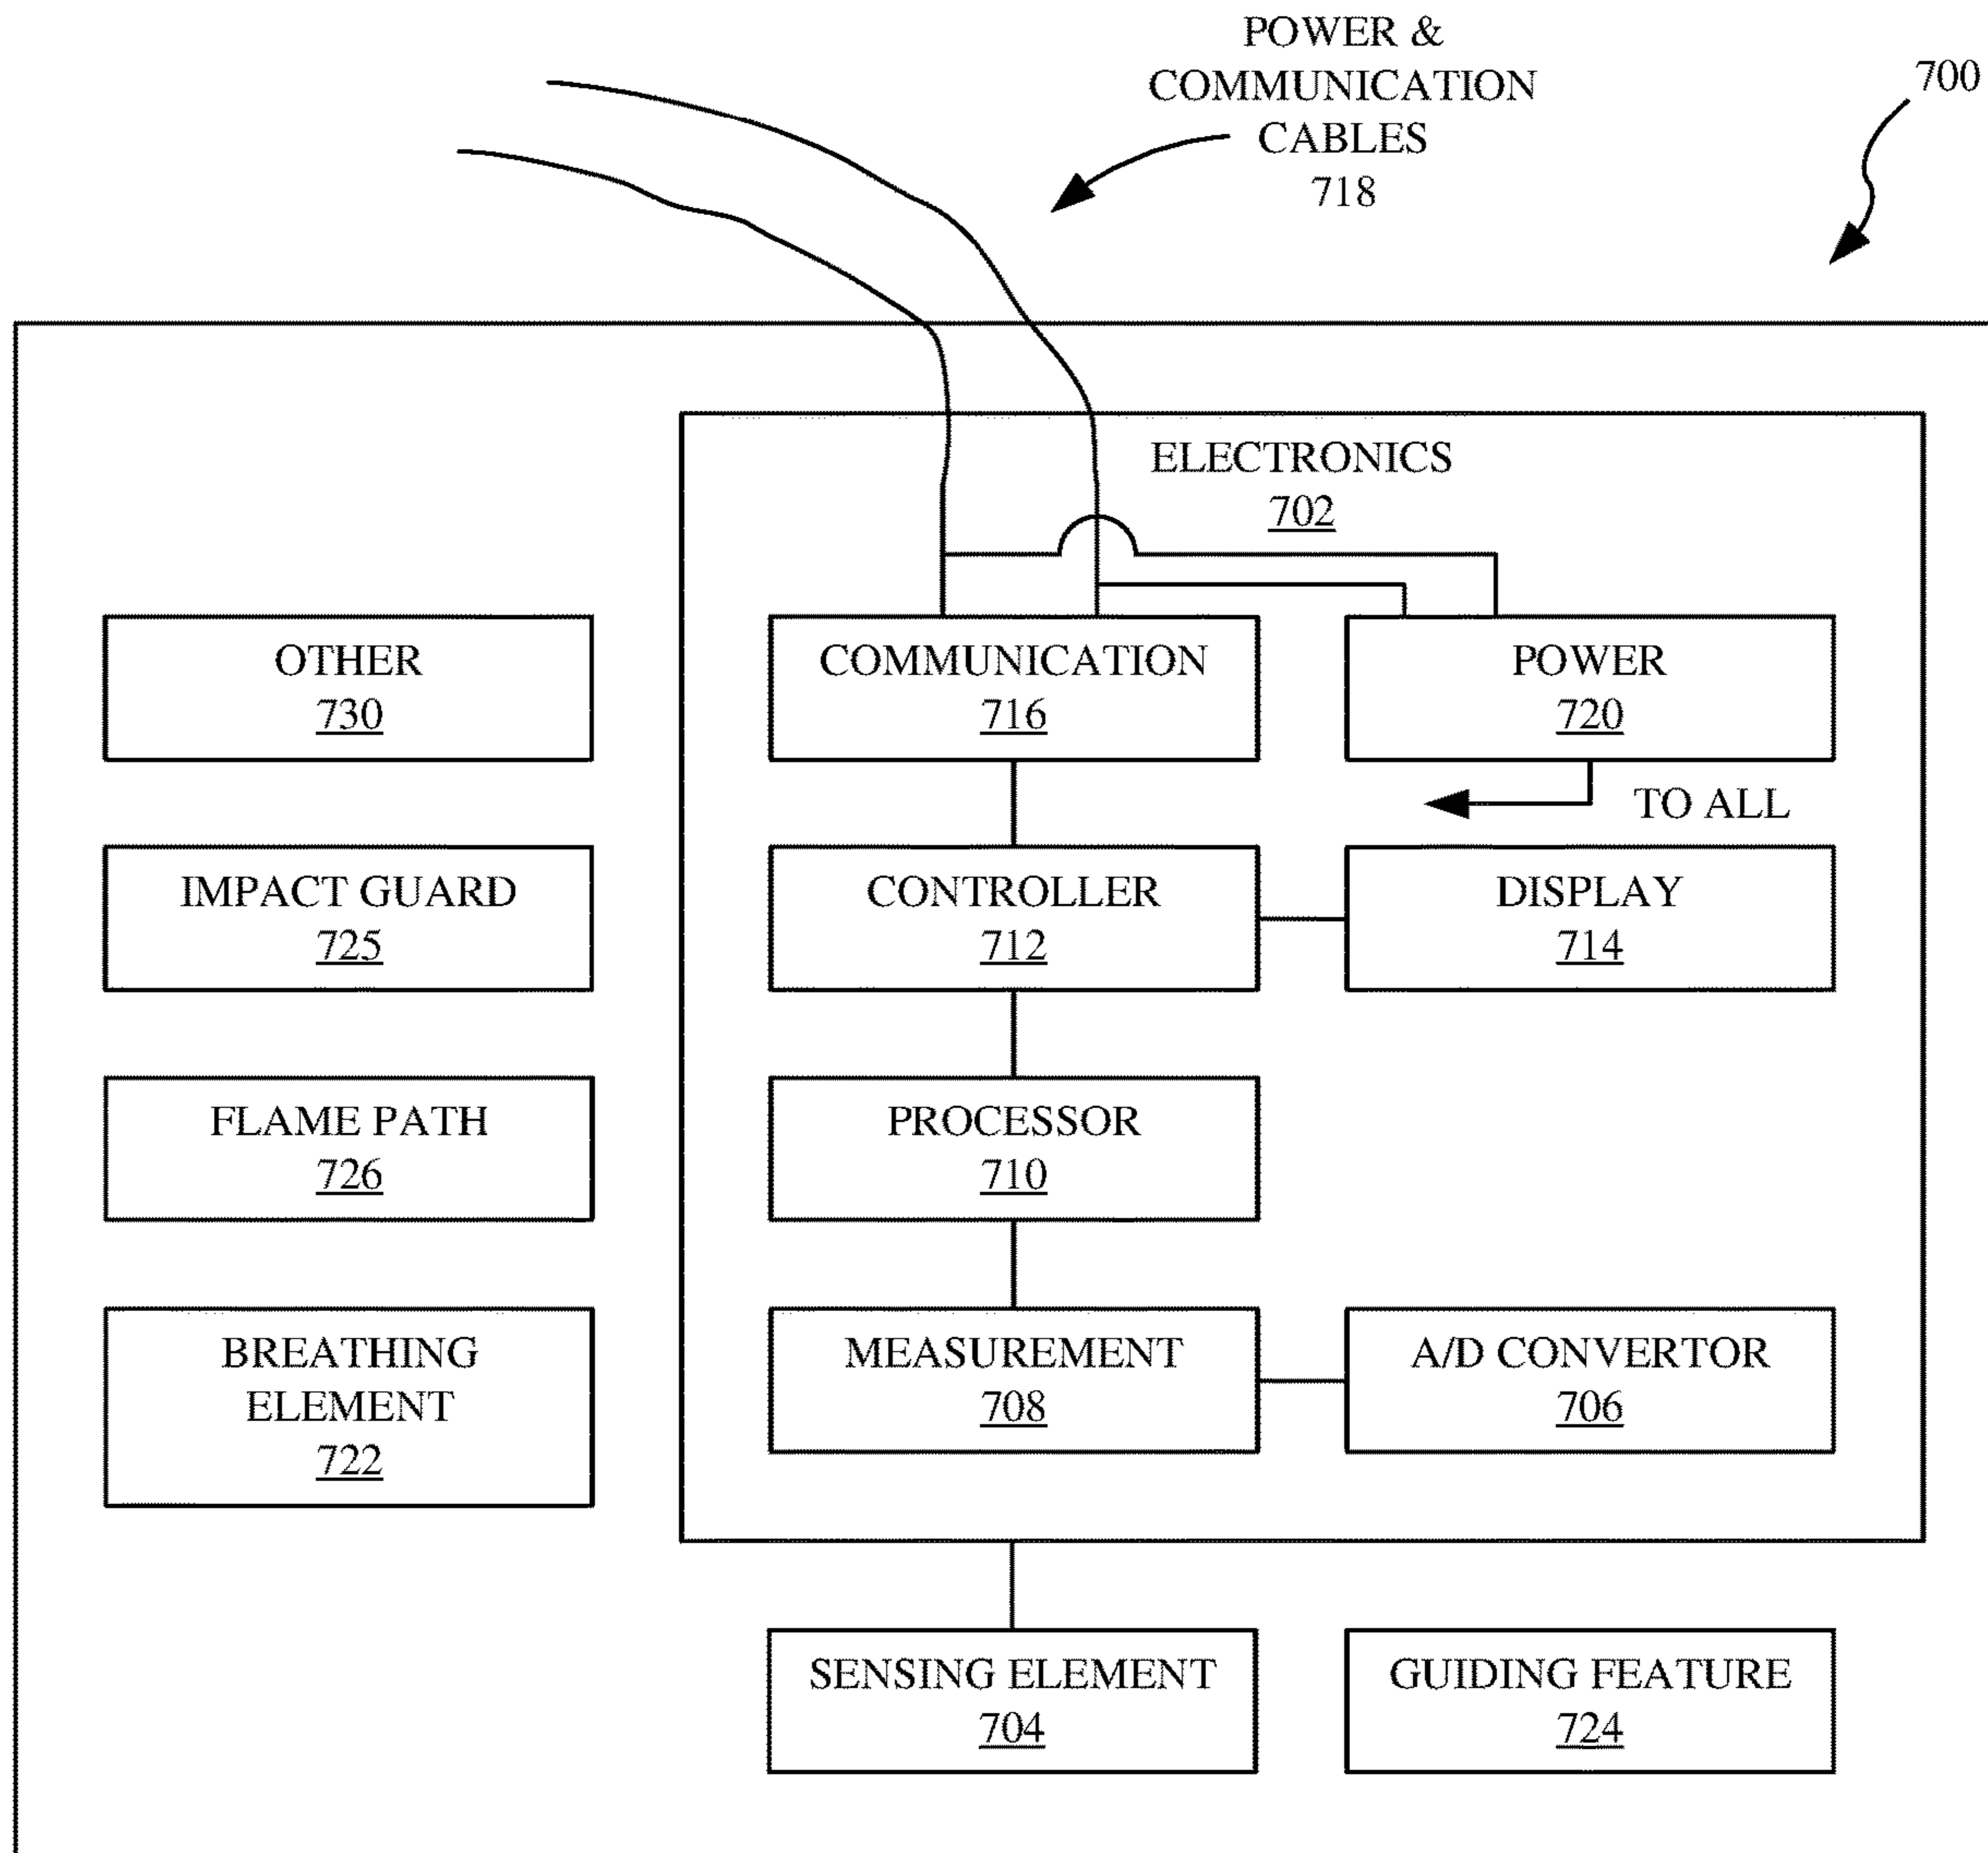 POWER &
COMMUNICATION
CABLES
718
700
ELECTRONICS
702
OTHER
730
COMMUNICATION
716
POWER
720
TO ALL
IMPACT GUARD
725
CONTROLLER
712
DISPLAY
714
FLAME PATH
726
PROCESSOR
710
BREATHING
ELEMENT
722
MEASUREMENT
708
A/D CONVERTOR
706
SENSING ELEMENT
704
GUIDING FEATURE
724